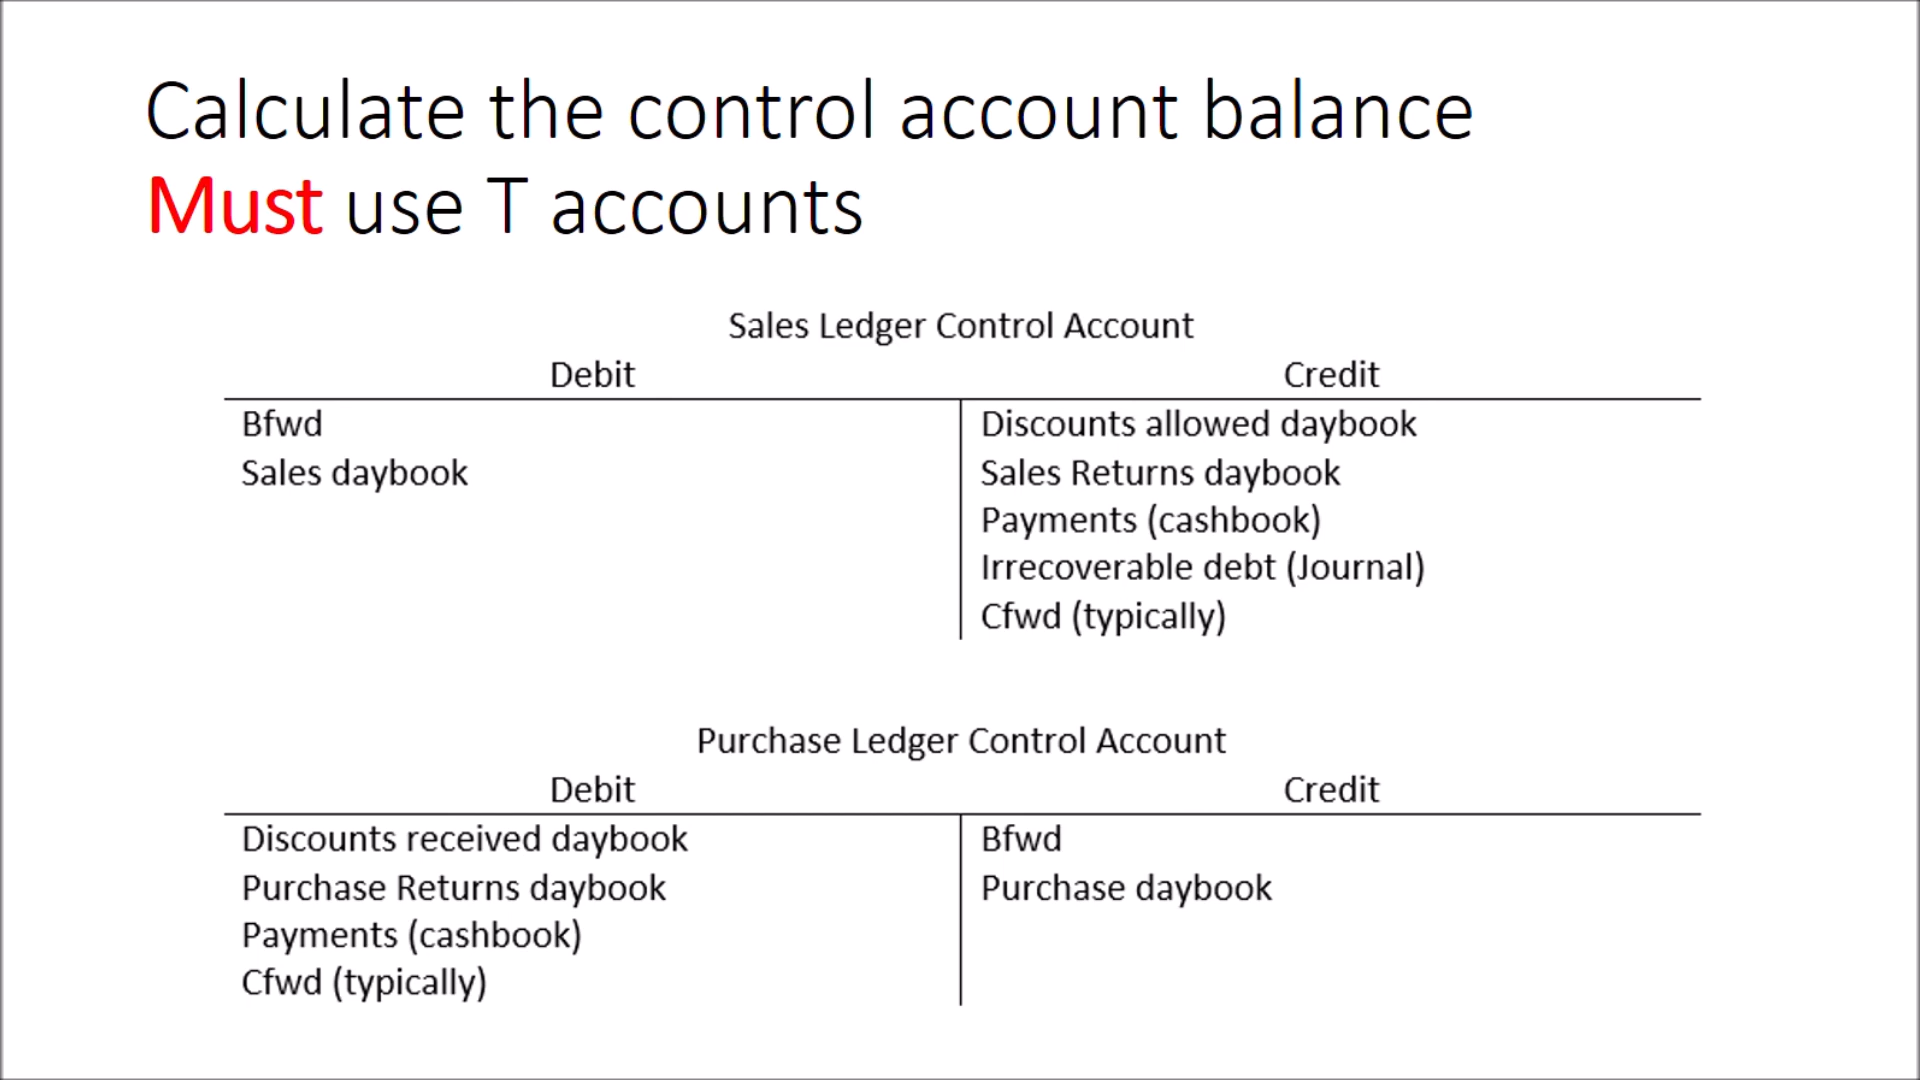 Calculate the control account balance
Must use T accounts
Sales Ledger Control Account
Debit Credit
Bfwd Discounts allowed daybook
Sales daybook Sales Returns daybook
Payments (cashbook)
Irrecoverable debt (Journal)
Cfwd (typically)
Purchase Ledger Control Account
Debit Credit
Discounts received daybook Bfwd
Purchase Returns daybook Purchase daybook
Payments (cashbook)
Cfwd (typically)